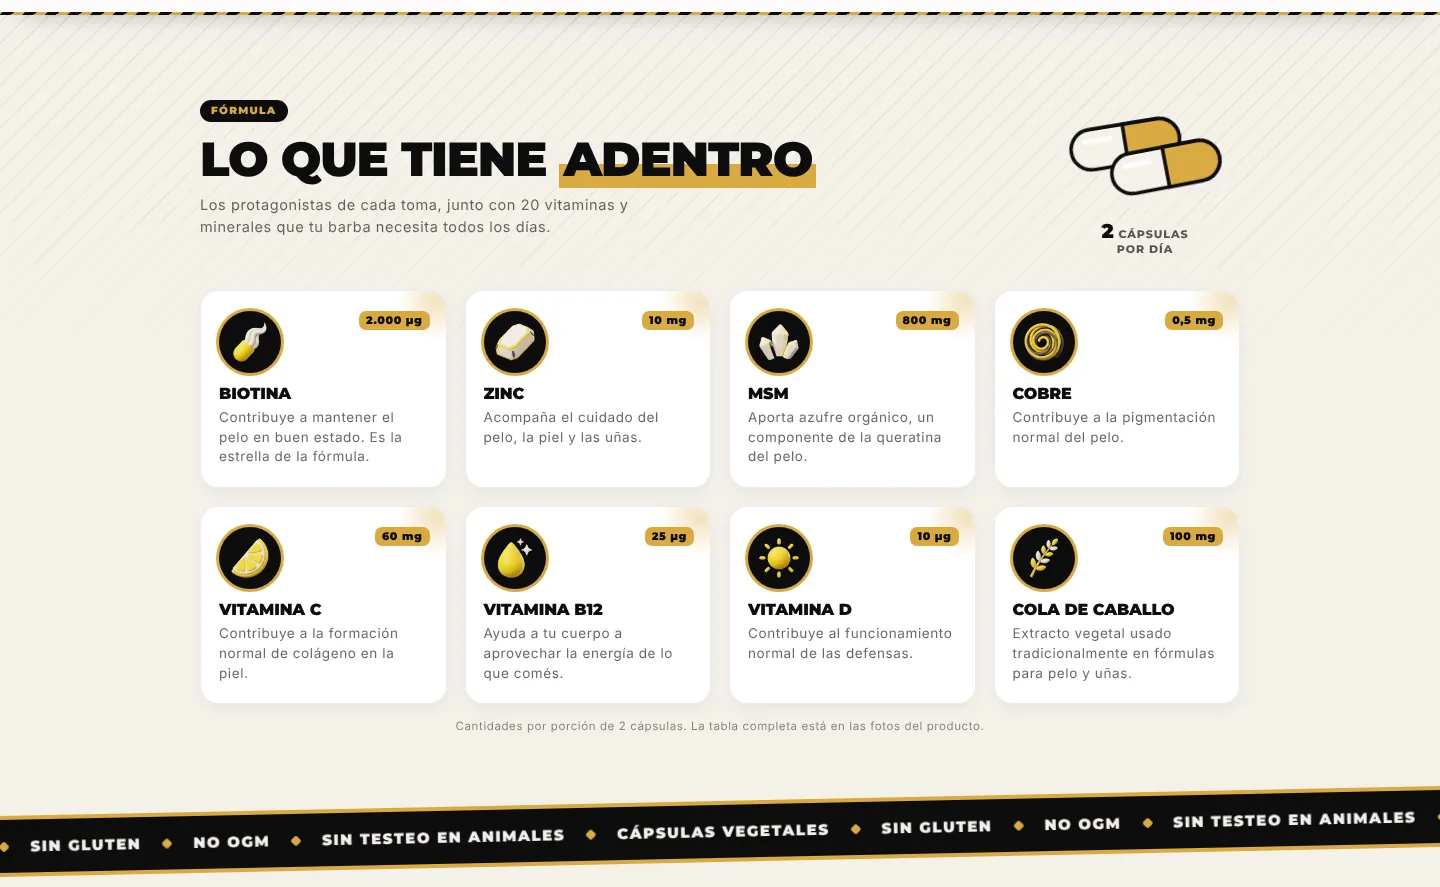 FÓRMULA
LO QUE TIENE ADENTRO
Los protagonistas de cada toma, junto con 20 vitaminas y
minerales que tu barba necesita todos los días.
2 CÁPSULAS
POR DÍA
2.000 µg
BIOTINA
Contribuye a mantener el
pelo en buen estado. Es la
estrella de la fórmula.
10 mg
ZINC
Acompaña el cuidado del
pelo, la piel y las uñas.
800 mg
MSM
Aporta azufre orgánico, un
componente de la queratina
del pelo.
0,5 mg
COBRE
Contribuye a la pigmentación
normal del pelo.
60 mg
VITAMINA C
Contribuye a la formación
normal de colágeno en la
piel.
25 µg
VITAMINA B12
Ayuda a tu cuerpo a
aprovechar la energía de lo
que comés.
10 µg
VITAMINA D
Contribuye al funcionamiento
normal de las defensas.
100 mg
COLA DE CABALLO
Extracto vegetal usado
tradicionalmente en fórmulas
para pelo y uñas.
Cantidades por porción de 2 cápsulas. La tabla completa está en las fotos del producto.
SIN GLUTEN ◆ NO OGM ◆ SIN TESTEO EN ANIMALES ◆ CÁPSULAS VEGETALES ◆ SIN GLUTEN ◆ NO OGM ◆ SIN TESTEO EN ANIMALES